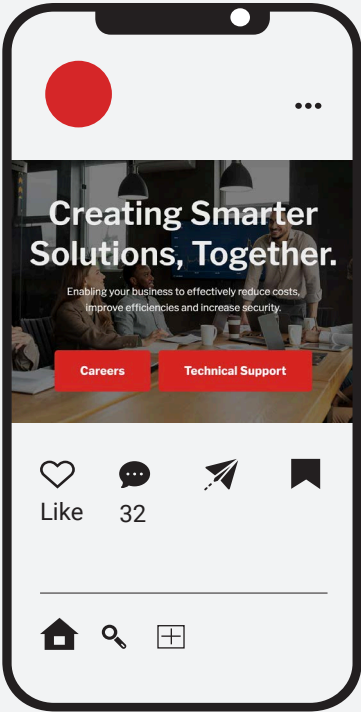 Creating Smarter
Solutions, Together.
Enabling your business to effectively reduce costs,
improve efficiencies and increase security.
Careers
Technical Support
Like
32